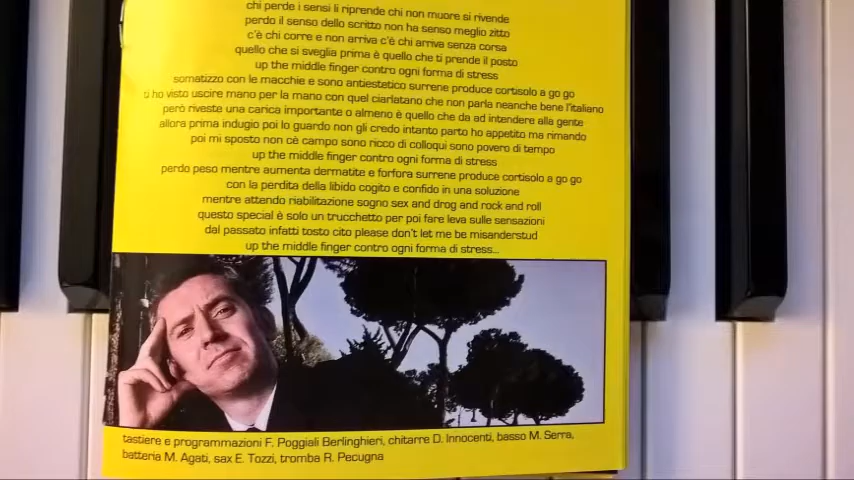 chi perde i sensi li riprende chi non muore si rivende
perdo il senso dello scritto non ha senso meglio zitto
c'è chi corre e non arriva c'è chi arriva senza corsa
quello che si sveglia prima è quello che ti prende il posto
up the middle finger contro ogni forma di stress
somatizzo con le macchie e sono antiestetico surrene produce cortisolo a go go
ti ho visto uscire mano per la mano con quel ciarlatano che non parla neanche bene l'italiano
però riveste una carica importante o almeno è quello che da ad intendere alla gente
allora prima indugio poi lo guardo non gli credo intanto parto ho appetito ma rimando
poi mi sposto non cè campo sono ricco di colloqui sono povero di tempo
up the middle finger contro ogni forma di stress
perdo peso mentre aumenta dermatite e forfora surrene produce cortisolo a go go
con la perdita della libido cogito e confido in una soluzione
mentre attendo riabilitazione sogno sex and drog and rock and roll
questo special è solo un trucchetto per poi fare leva sulle sensazioni
dal passato infatti tosto cito please don't let me be misanderstud
up the middle finger contro ogni forma di stress...
tastiere e programmazioni F. Poggiali Berlinghieri, chitarre D. Innocenti, basso M. Serra,
batteria M. Agati, sax E. Tozzi, tromba R. Pecugna